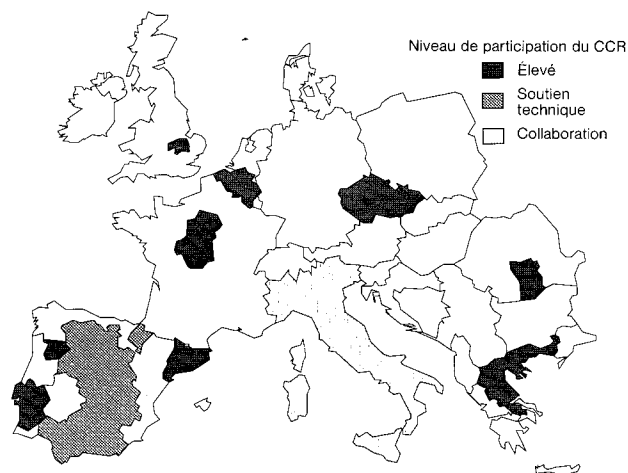 Niveau de participation du CCR
Élevé
Soutien
technique
Collaboration